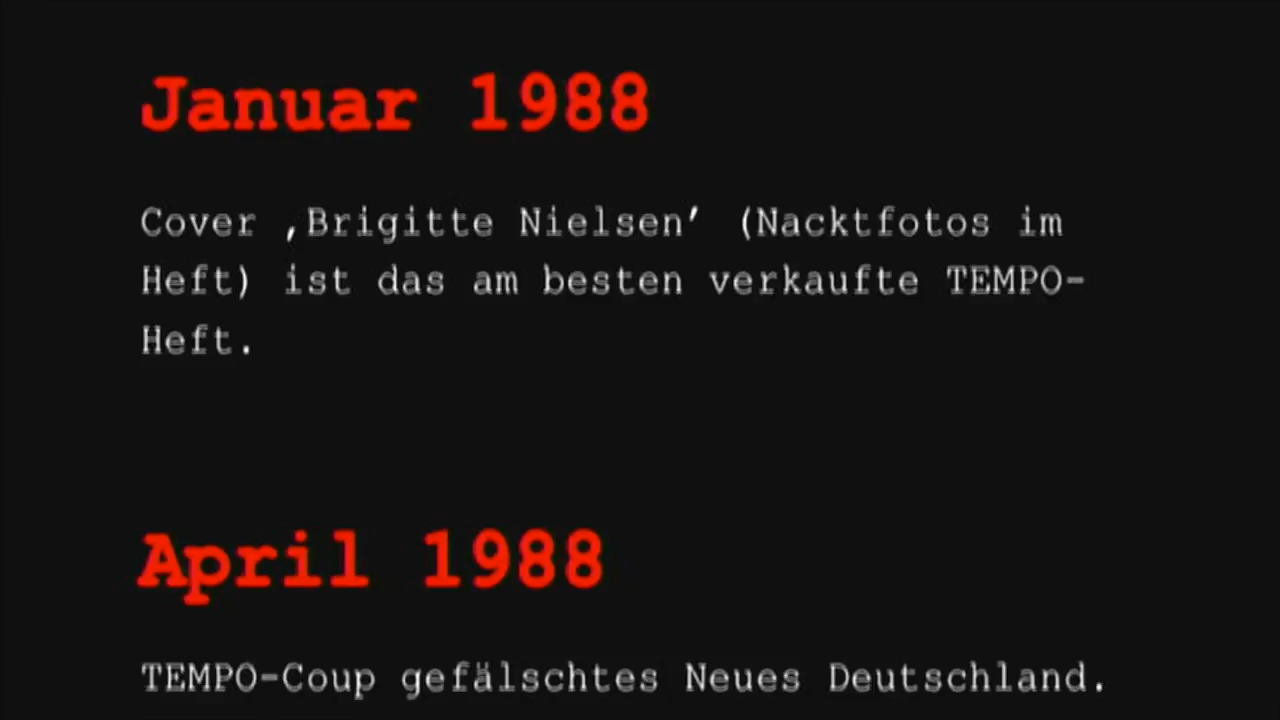 Januar 1988
Cover ‚Brigitte Nielsen’ (Nacktfotos im
Heft) ist das am besten verkaufte TEMPO-
Heft.
April 1988
TEMPO-Coup gefälschtes Neues Deutschland.